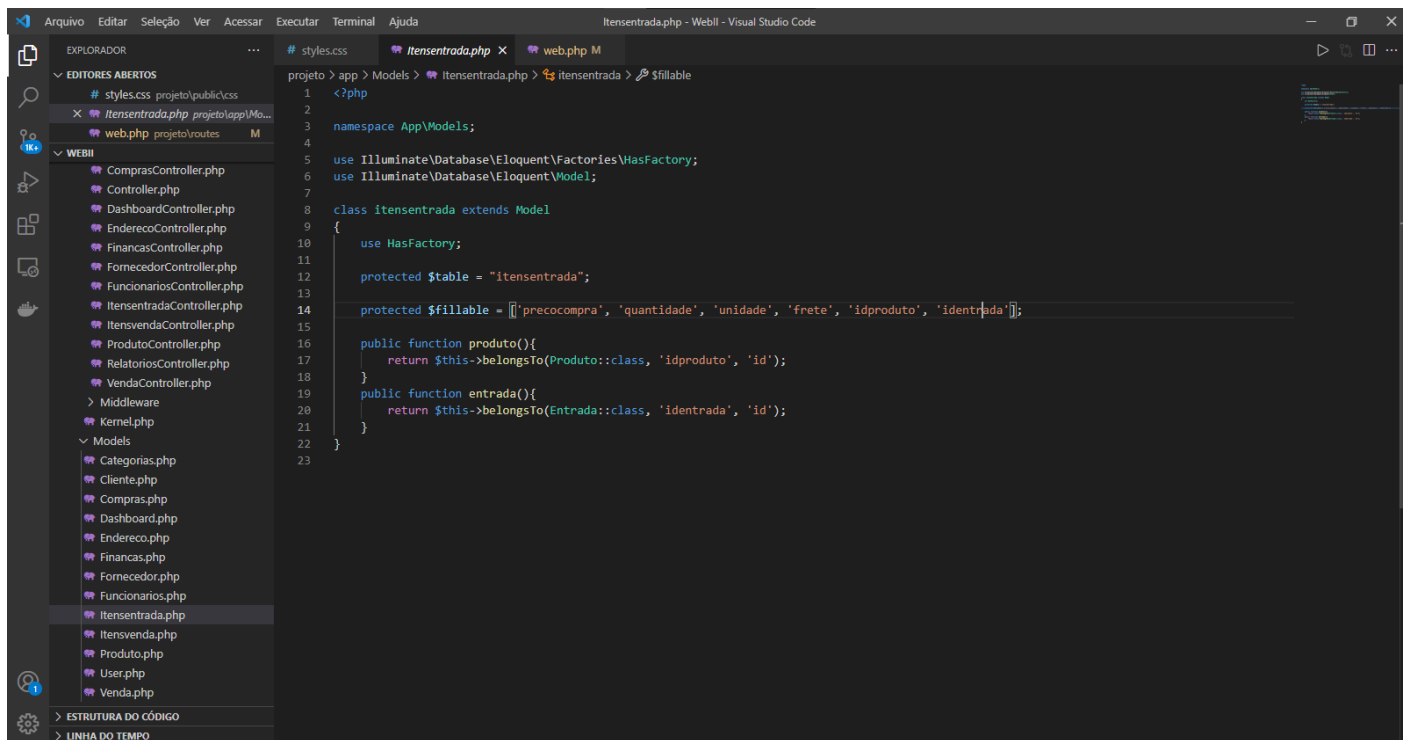 Arquivo Editar Seleção Ver Acessar Executar Terminal Ajuda
Itensentrada.php - WebII - Visual Studio Code
EXPLORADOR
EDITORES ABERTOS
# styles.css projeto\public\css
Itensentrada.php projeto\app\Mo...
web.php projeto\routes M
WEBII
ComprasController.php
Controller.php
DashboardController.php
EnderecoController.php
FinancasController.php
FornecedorController.php
FuncionariosController.php
ItensentradaController.php
ItensvendaController.php
ProdutoController.php
RelatoriosController.php
VendaController.php
> Middleware
Kernel.php
Models
Categorias.php
Cliente.php
Compras.php
Dashboard.php
Endereco.php
Financas.php
Fornecedor.php
Funcionarios.php
Itensentrada.php
Itensvenda.php
Produto.php
User.php
Venda.php
ESTRUTURA DO CÓDIGO
LINHA DO TEMPO
1K+
1
# styles.css Itensentrada.php web.php M
projeto > app > Models > Itensentrada.php > itensentrada > $fillable
1 <?php
2
3 namespace App\Models;
4
5 use Illuminate\Database\Eloquent\Factories\HasFactory;
6 use Illuminate\Database\Eloquent\Model;
7
8 class itensentrada extends Model
9 {
10 use HasFactory;
11
12 protected $table = "itensentrada";
13
14 protected $fillable = ['precocompra', 'quantidade', 'unidade', 'frete', 'idproduto', 'identrada'];
15
16 public function produto(){
17 return $this->belongsTo(Produto::class, 'idproduto', 'id');
18 }
19 public function entrada(){
20 return $this->belongsTo(Entrada::class, 'identrada', 'id');
21 }
22 }
23